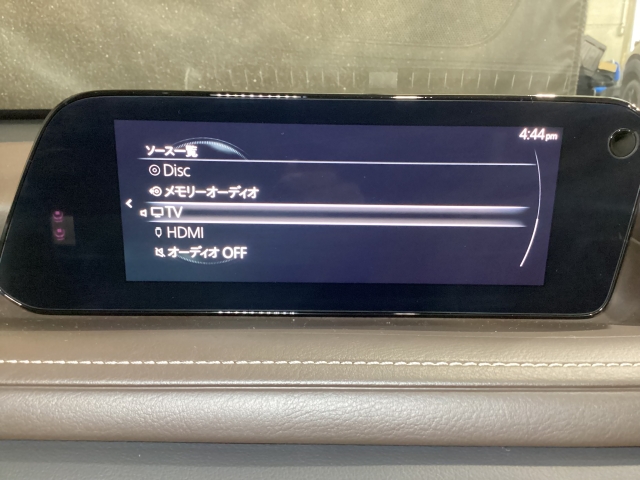 4:44pm
ソース一覧
Disc
メモリーオーディオ
TV
HDMI
オーディオ OFF